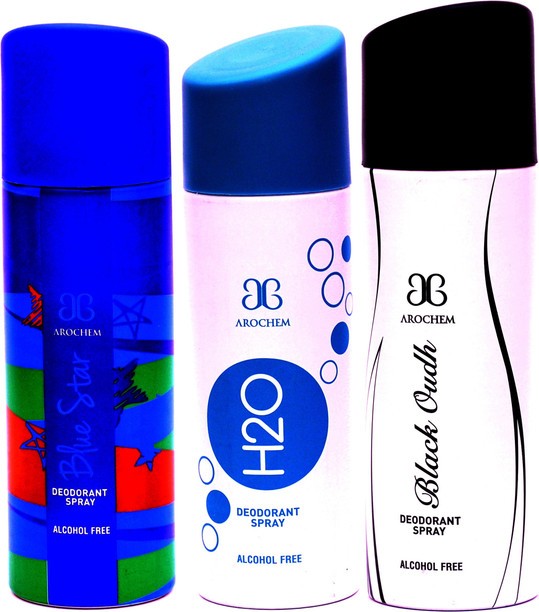 AROCHEM
Blue Star
DEODORANT
SPRAY
ALCOHOL FREE
AROCHEM
H2O
DEODORANT
SPRAY
ALCOHOL FREE
AROCHEM
Black Oudh
DEODORANT
SPRAY
ALCOHOL FREE